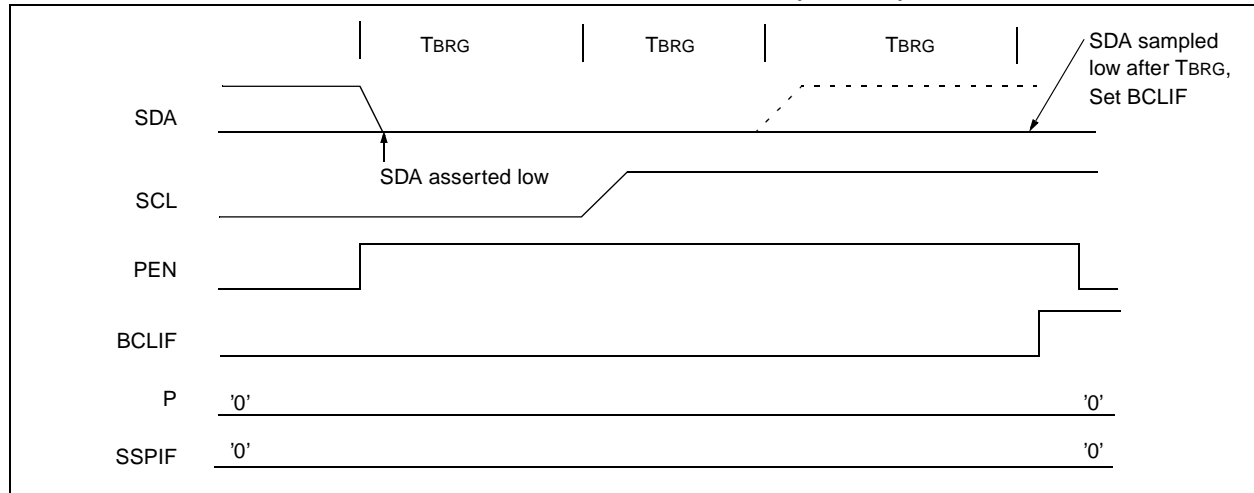 TBRG TBRG TBRG
SDA sampled
low after TBRG,
Set BCLIF
SDA
SDA asserted low
SCL
PEN
BCLIF
P '0' '0'
SSPIF '0' '0'